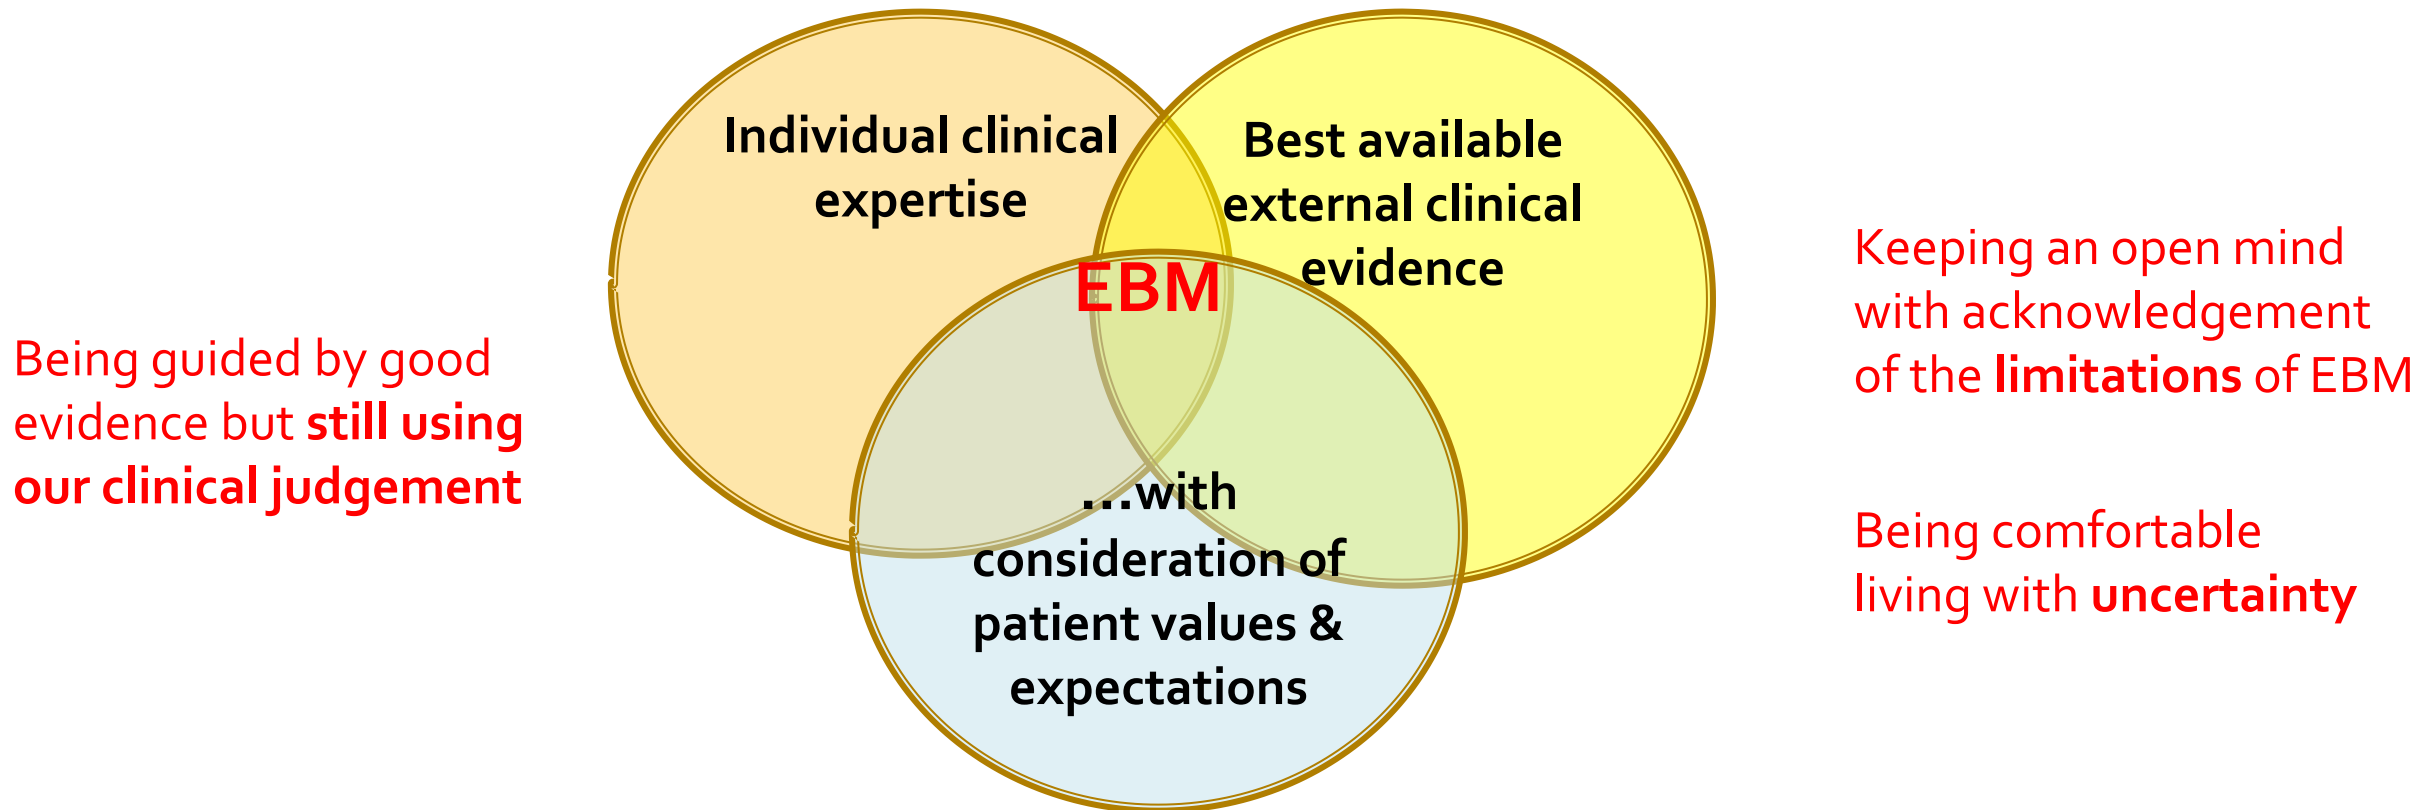 Being guided by good
evidence but still using
our clinical judgement
Individual clinical
expertise
Best available
external clinical
evidence
EBM
...with
consideration of
patient values &
expectations
Keeping an open mind
with acknowledgement
of the limitations of EBM
Being comfortable
living with uncertainty